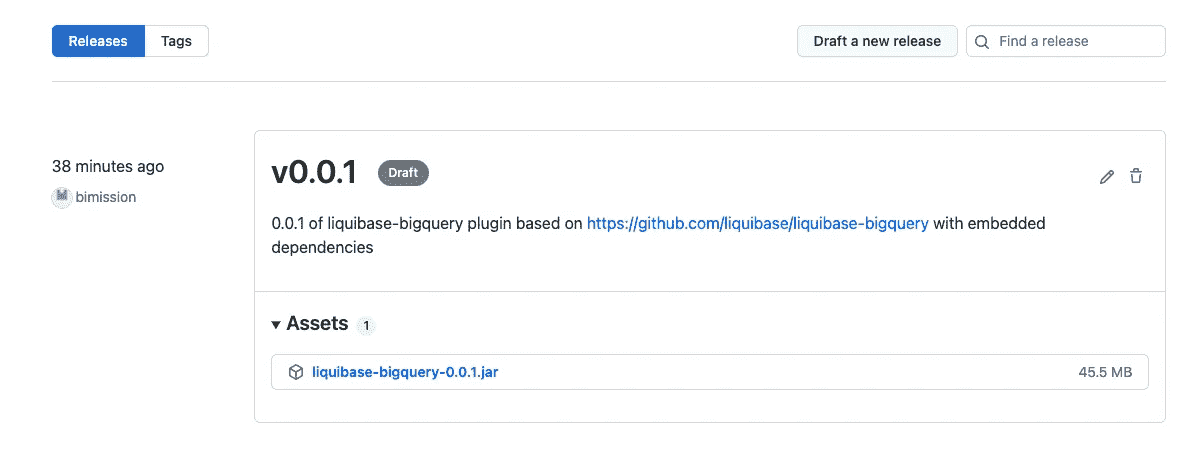 Releases Tags Draft a new release Find a release
38 minutes ago
bimission
v0.0.1 Draft
0.0.1 of liquibase-bigquery plugin based on https://github.com/liquibase/liquibase-bigquery with embedded
dependencies
Assets 1
liquibase-bigquery-0.0.1.jar 45.5 MB